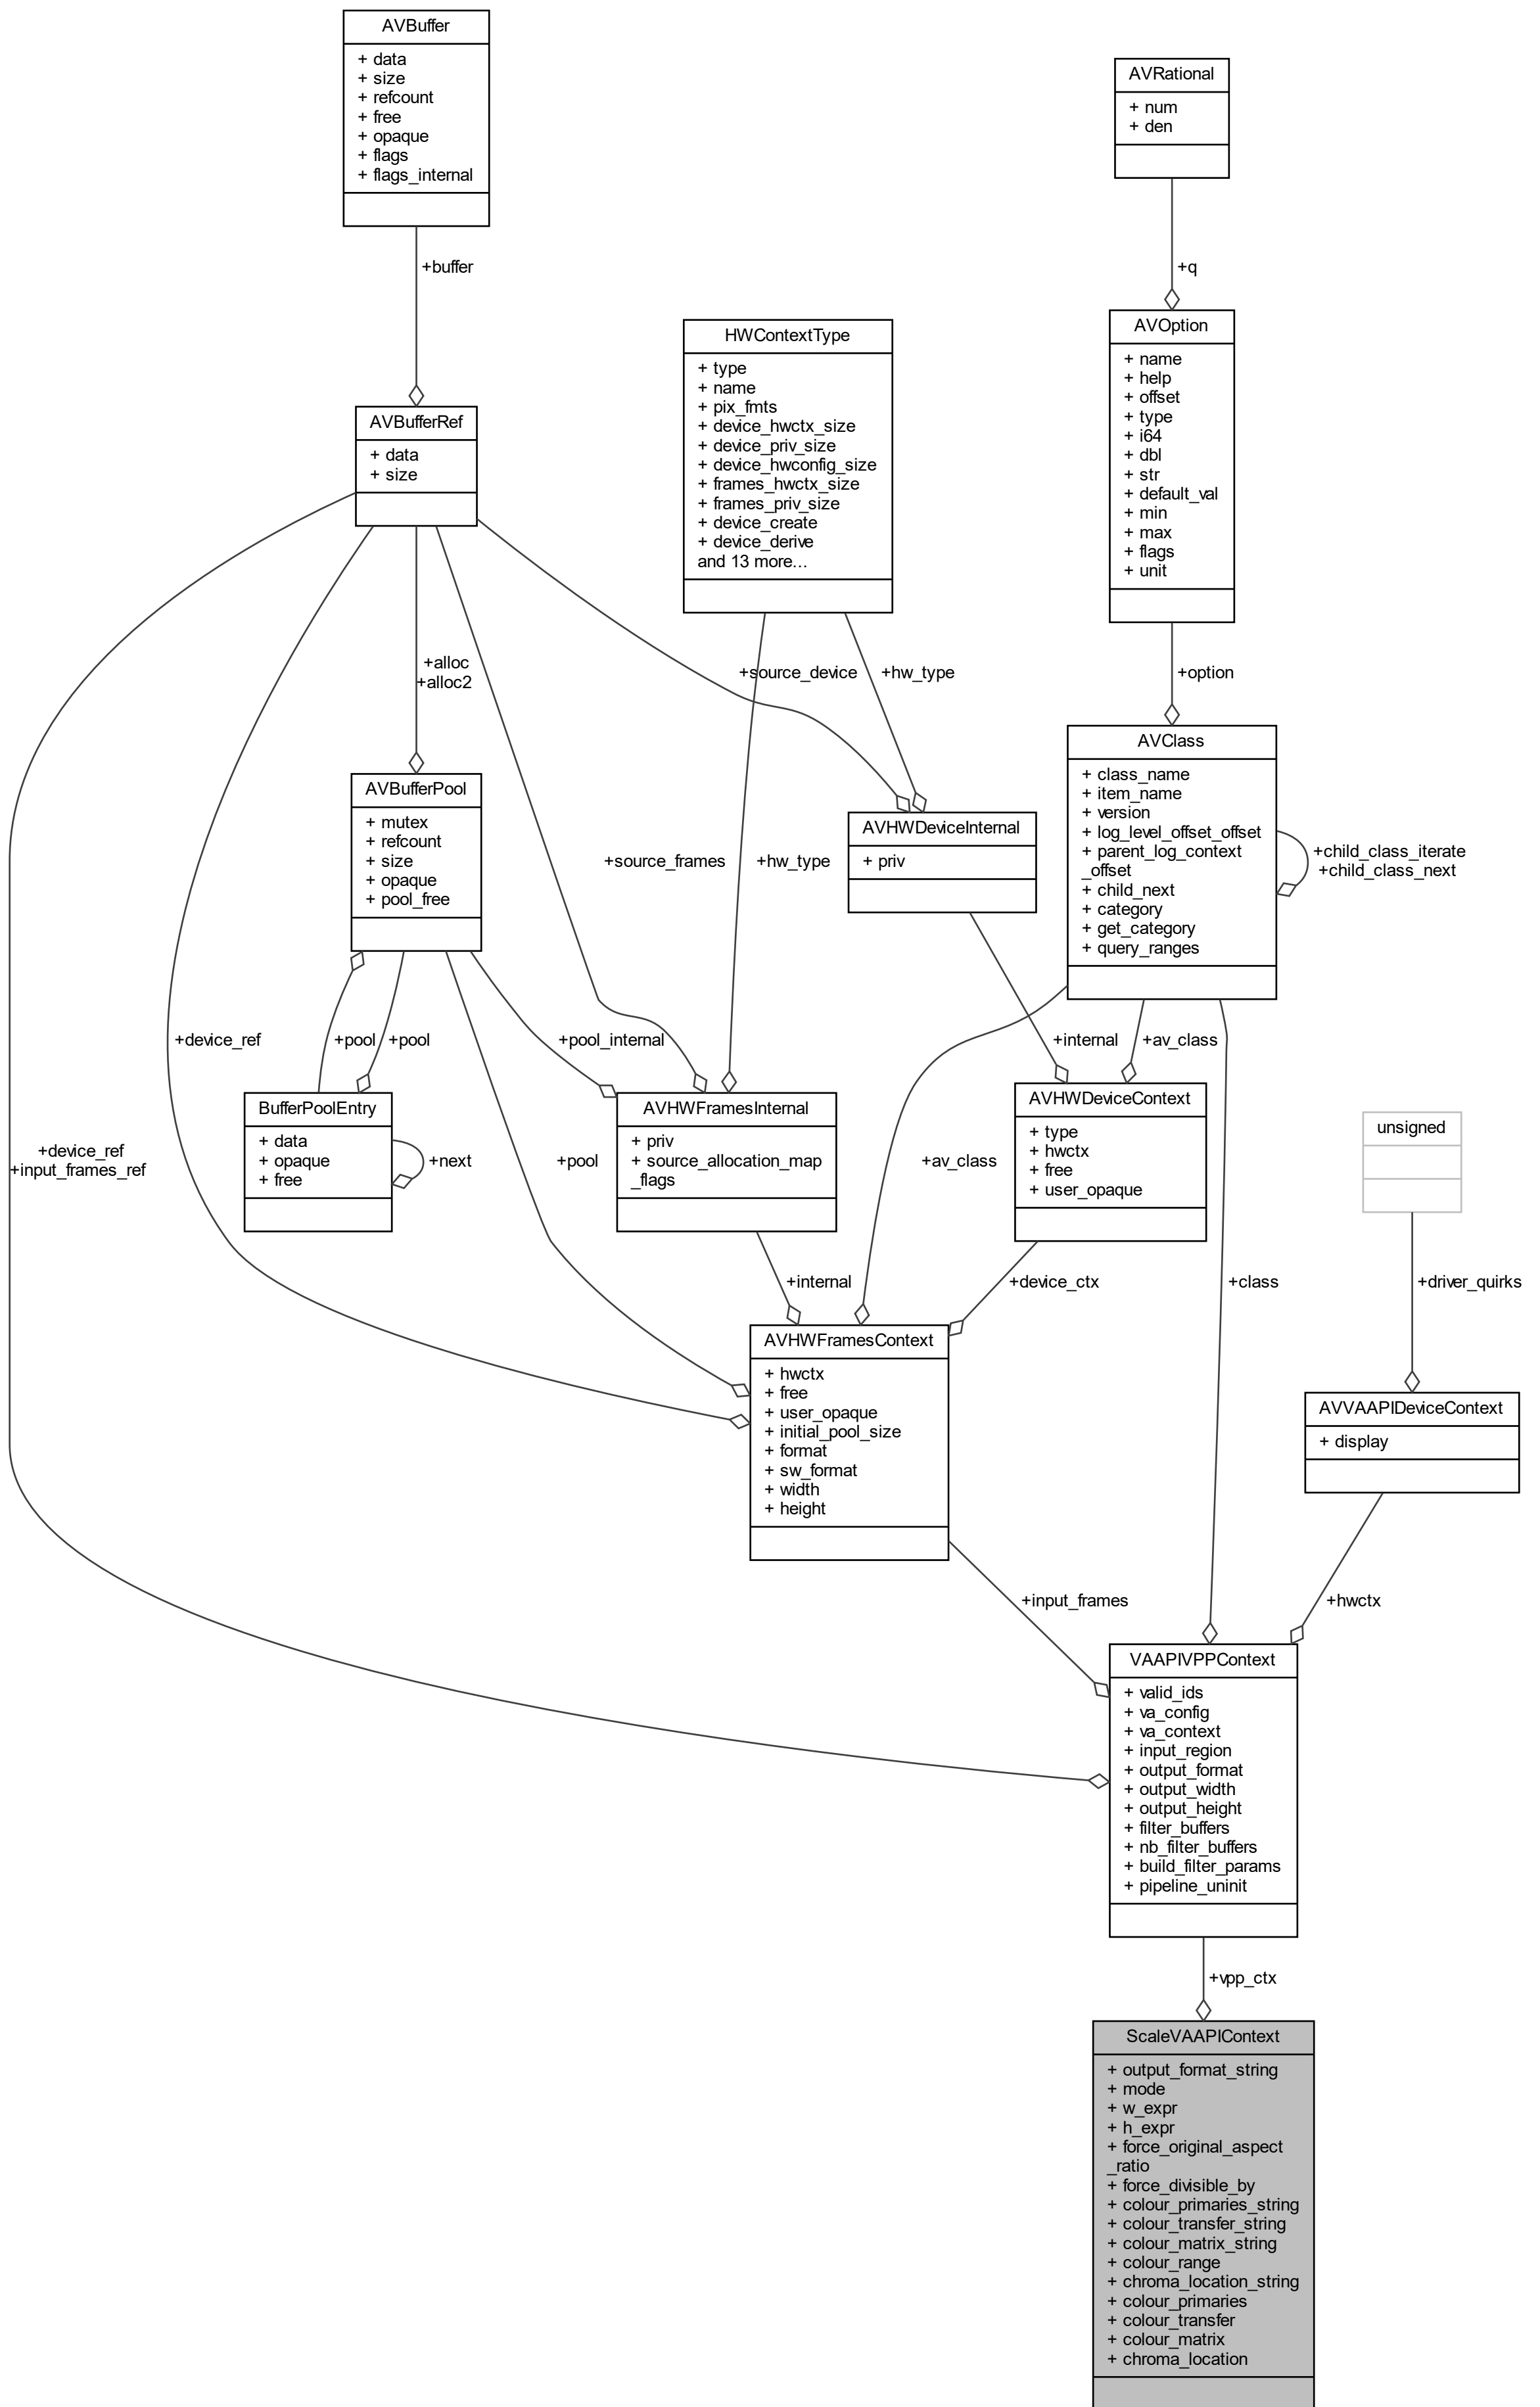 AVBuffer
+ data
+ size
+ refcount
+ free
+ opaque
+ flags
+ flags_internal
AVRational
+ num
+ den
+buffer
+q
AVOption
+ name
+ help
+ offset
+ type
+ i64
+ dbl
+ str
+ default_val
+ min
+ max
+ flags
+ unit
HWContextType
+ type
+ name
+ pix_fmts
+ device_hwctx_size
+ device_priv_size
+ device_hwconfig_size
+ frames_hwctx_size
+ frames_priv_size
+ device_create
+ device_derive
and 13 more...
AVBufferRef
+ data
+ size
+alloc
+alloc2
+source_device
+hw_type
+option
AVClass
+ class_name
+ item_name
+ version
+ log_level_offset_offset
+ parent_log_context
_offset
+ child_next
+ category
+ get_category
+ query_ranges
+child_class_iterate
+child_class_next
AVBufferPool
+ mutex
+ refcount
+ size
+ opaque
+ pool_free
AVHWDeviceInternal
+ priv
+source_frames
+hw_type
+device_ref
+pool
+pool
+pool_internal
+internal
+av_class
BufferPoolEntry
+ data
+ opaque
+ free
+next
AVHWFramesInternal
+ priv
+ source_allocation_map
_flags
AVHWDeviceContext
+ type
+ hwctx
+ free
+ user_opaque
unsigned
+device_ref
+input_frames_ref
+pool
+av_class
+internal
+device_ctx
+class
+driver_quirks
AVHWFramesContext
+ hwctx
+ free
+ user_opaque
+ initial_pool_size
+ format
+ sw_format
+ width
+ height
AVVAAPIDeviceContext
+ display
+input_frames
+hwctx
VAAPIVPPContext
+ valid_ids
+ va_config
+ va_context
+ input_region
+ output_format
+ output_width
+ output_height
+ filter_buffers
+ nb_filter_buffers
+ build_filter_params
+ pipeline_uninit
+vpp_ctx
ScaleVAAPIContext
+ output_format_string
+ mode
+ w_expr
+ h_expr
+ force_original_aspect
_ratio
+ force_divisible_by
+ colour_primaries_string
+ colour_transfer_string
+ colour_matrix_string
+ colour_range
+ chroma_location_string
+ colour_primaries
+ colour_transfer
+ colour_matrix
+ chroma_location